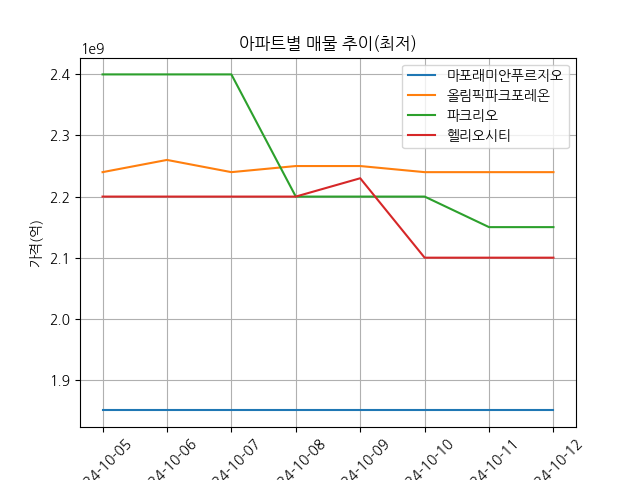 아파트별 매물 추이(최저)
1e9
마포래미안푸르지오
올림픽파크포레온
파크리오
헬리오시티
2.4
2.3
2.2
2.1
2.0
1.9
가격(억)
24-10-05
24-10-06
24-10-07
24-10-08
24-10-09
24-10-10
24-10-11
24-10-12